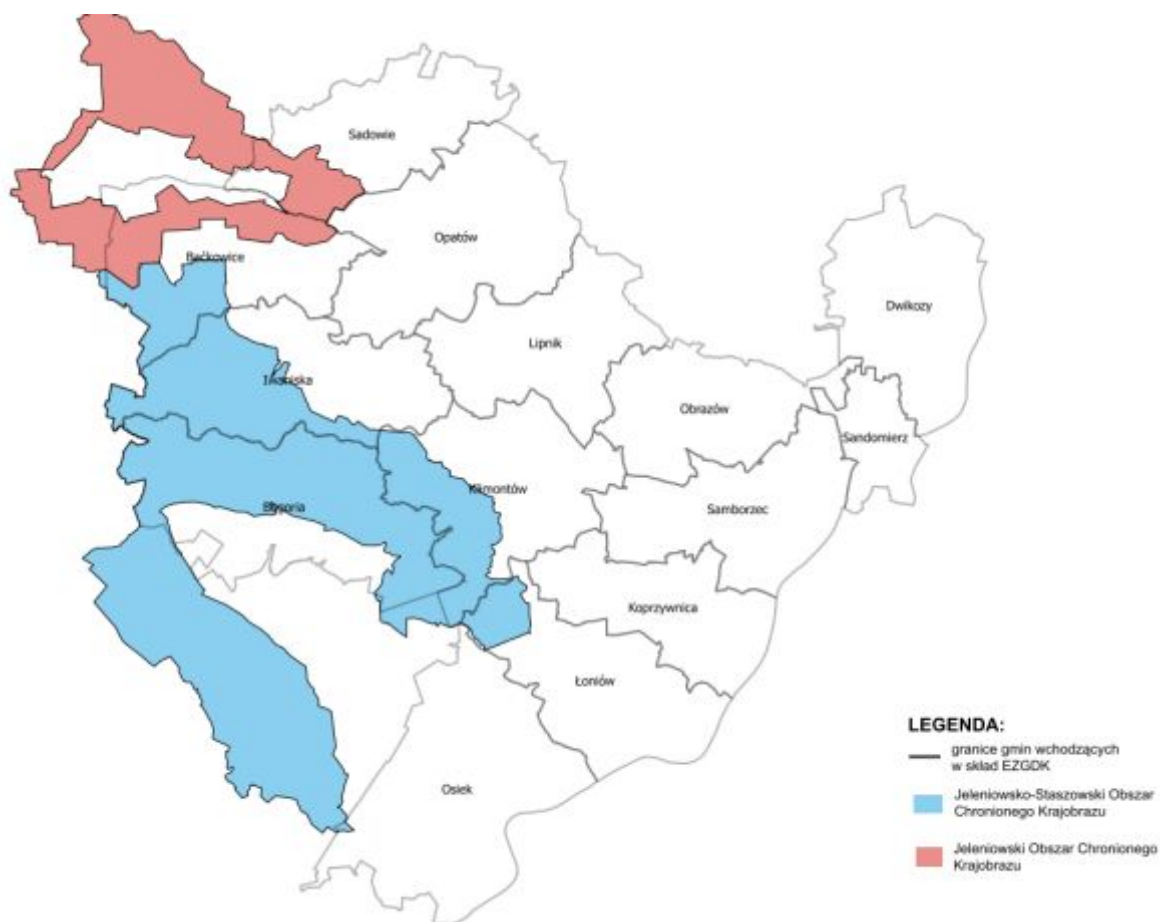 Sadowie
Opatów
Baćkowice
Dwikozy
Lipnik
Iwaniska
Obrazów
Sandomierz
Klimontów
Bogoria
Samborzec
Koprzywnica
Łoniów
Osiek
LEGENDA:
granice gmin wchodzących
w skład EZGDK
Jeleniowsko-Staszowski Obszar
Chronionego Krajobrazu
Jeleniowski Obszar Chronionego
Krajobrazu